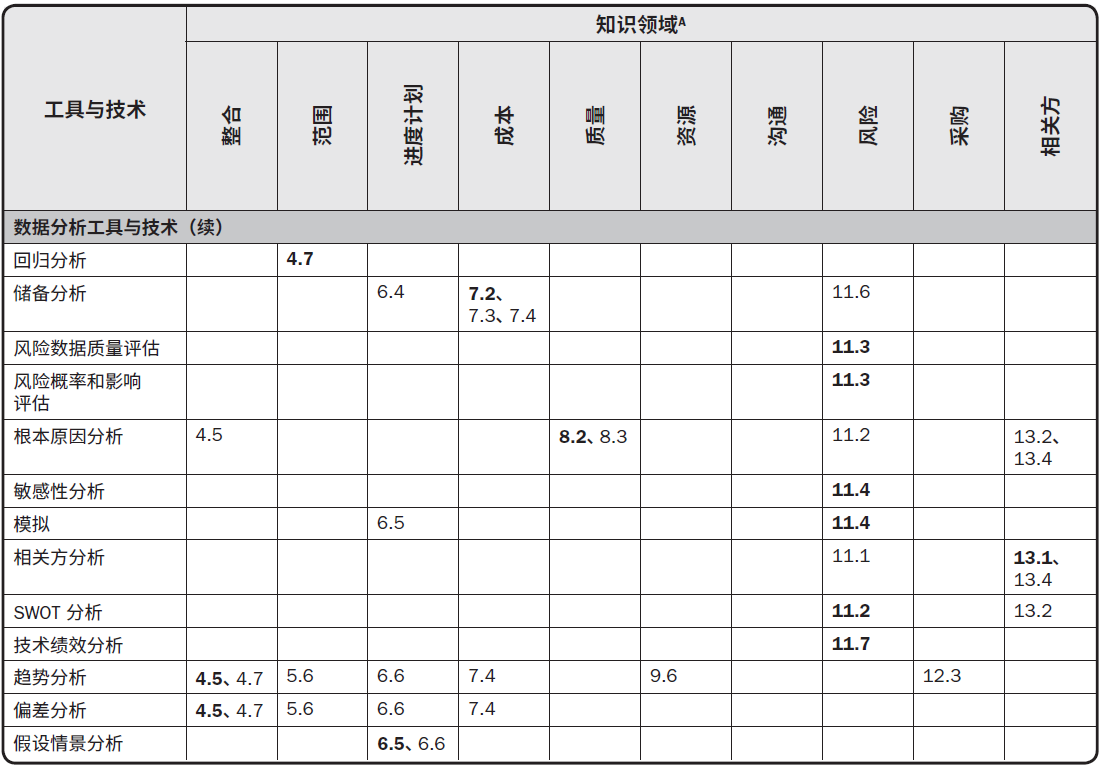 知识领域A
工具与技术
整合
范围
进度计划
成本
质量
资源
沟通
风险
采购
相关方
数据分析工具与技术（续）
回归分析 4.7
储备分析 6.4 7.2、 11.6
7.3、7.4
风险数据质量评估 11.3
风险概率和影响 11.3
评估
根本原因分析 4.5 8.2、8.3 11.2 13.2、
13.4
敏感性分析 11.4
模拟 6.5 11.4
相关方分析 11.1 13.1、
13.4
SWOT 分析 11.2 13.2
技术绩效分析 11.7
趋势分析 4.5、4.7 5.6 6.6 7.4 9.6 12.3
偏差分析 4.5、4.7 5.6 6.6 7.4
假设情景分析 6.5、6.6